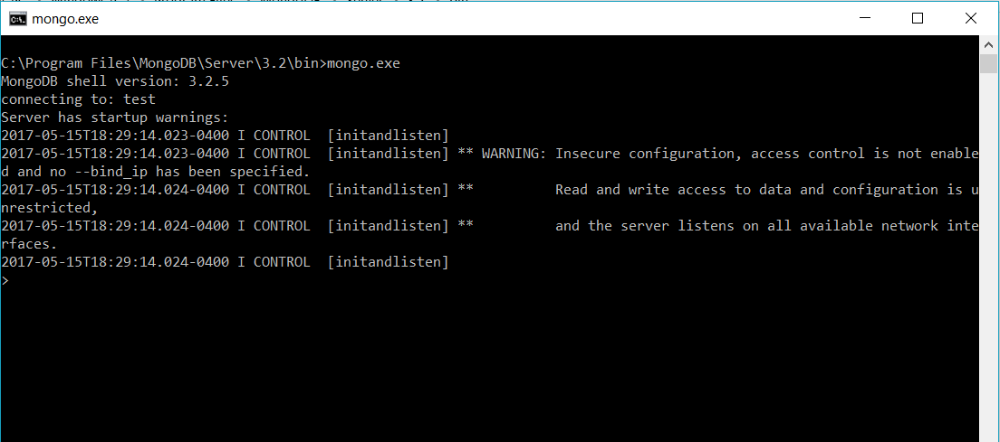 mongo.exe
C:\Program Files\MongoDB\Server\3.2\bin>mongo.exe
MongoDB shell version: 3.2.5
connecting to: test
Server has startup warnings:
2017-05-15T18:29:14.023-0400 I CONTROL  [initandlisten]
2017-05-15T18:29:14.023-0400 I CONTROL  [initandlisten] ** WARNING: Insecure configuration, access control is not enable
d and no --bind_ip has been specified.
2017-05-15T18:29:14.024-0400 I CONTROL  [initandlisten] **          Read and write access to data and configuration is u
nrestricted,
2017-05-15T18:29:14.024-0400 I CONTROL  [initandlisten] **          and the server listens on all available network inte
rfaces.
2017-05-15T18:29:14.024-0400 I CONTROL  [initandlisten]
>